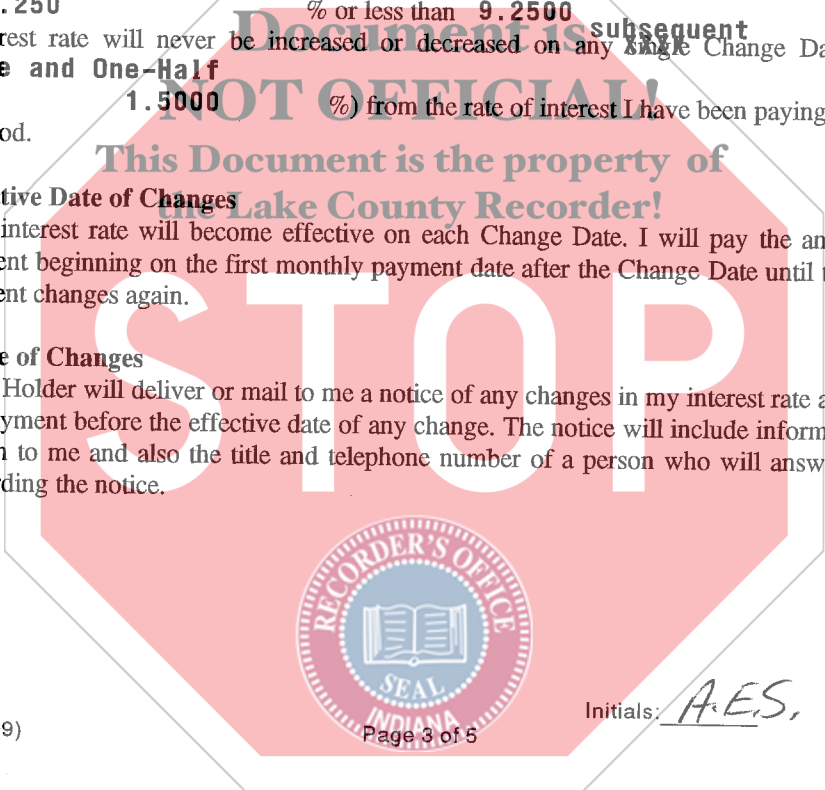 .250 % or less than 9.2500
Document is
subsequent
rest rate will never be increased or decreased on any single Change Da
e and One-Half
NOT OFFICIAL!
1.5000 %) from the rate of interest I have been paying
od.
This Document is the property of
tive Date of Changes
the Lake County Recorder!
interest rate will become effective on each Change Date. I will pay the an
ent beginning on the first monthly payment date after the Change Date until t
ent changes again.
STOP
e of Changes
Holder will deliver or mail to me a notice of any changes in my interest rate a
yment before the effective date of any change. The notice will include inform
n to me and also the title and telephone number of a person who will answ
ding the notice.
RECORDER'S OFFICE
SEAL
INDIANA
Initials: A.E.S.
9)
Page 3 of 5